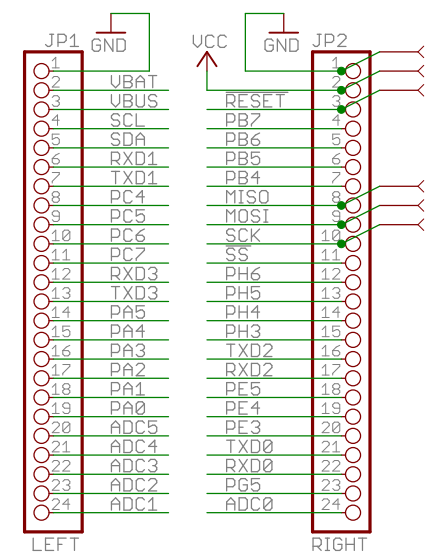 JP1
GND
1
2 VBAT
3 VBUS
4 SCL
5 SDA
6 RXD1
7 TXD1
8 PC4
9 PC5
10 PC6
11 PC7
12 RXD3
13 TXD3
14 PA5
15 PA4
16 PA3
17 PA2
18 PA1
19 PA0
20 ADC5
21 ADC4
22 ADC3
23 ADC2
24 ADC1
LEFT
VCC
GND
JP2
1
2
RESET 3
PB7 4
PB6 5
PB5 6
PB4 7
MISO 8
MOSI 9
SCK 10
SS 11
PH6 12
PH5 13
PH4 14
PH3 15
TXD2 16
RXD2 17
PE5 18
PE4 19
PE3 20
TXD0 21
RXD0 22
PG5 23
ADC0 24
RIGHT